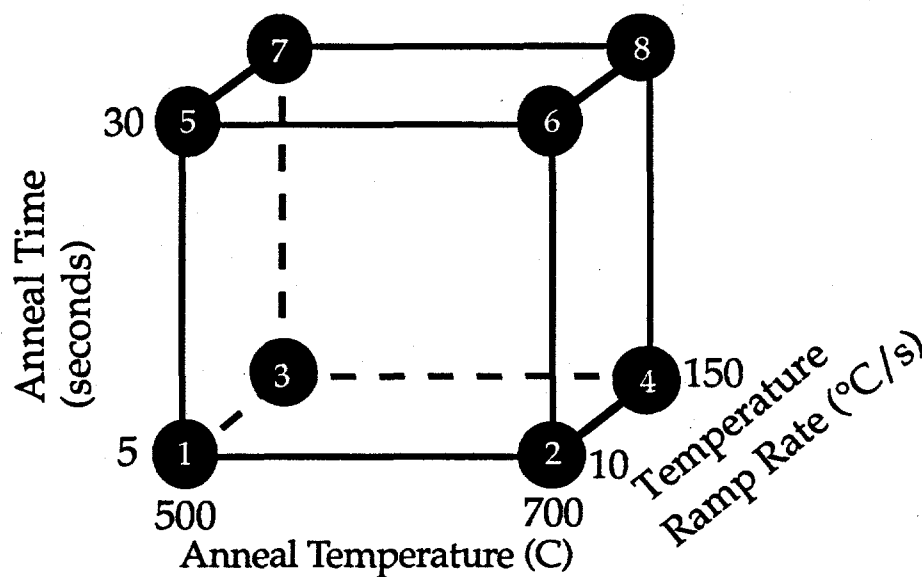 7
8
30
5
6
Anneal Time
(seconds)
3
4
150
5
1
2
10
Temperature
Ramp Rate (°C/s)
500
700
Anneal Temperature (C)